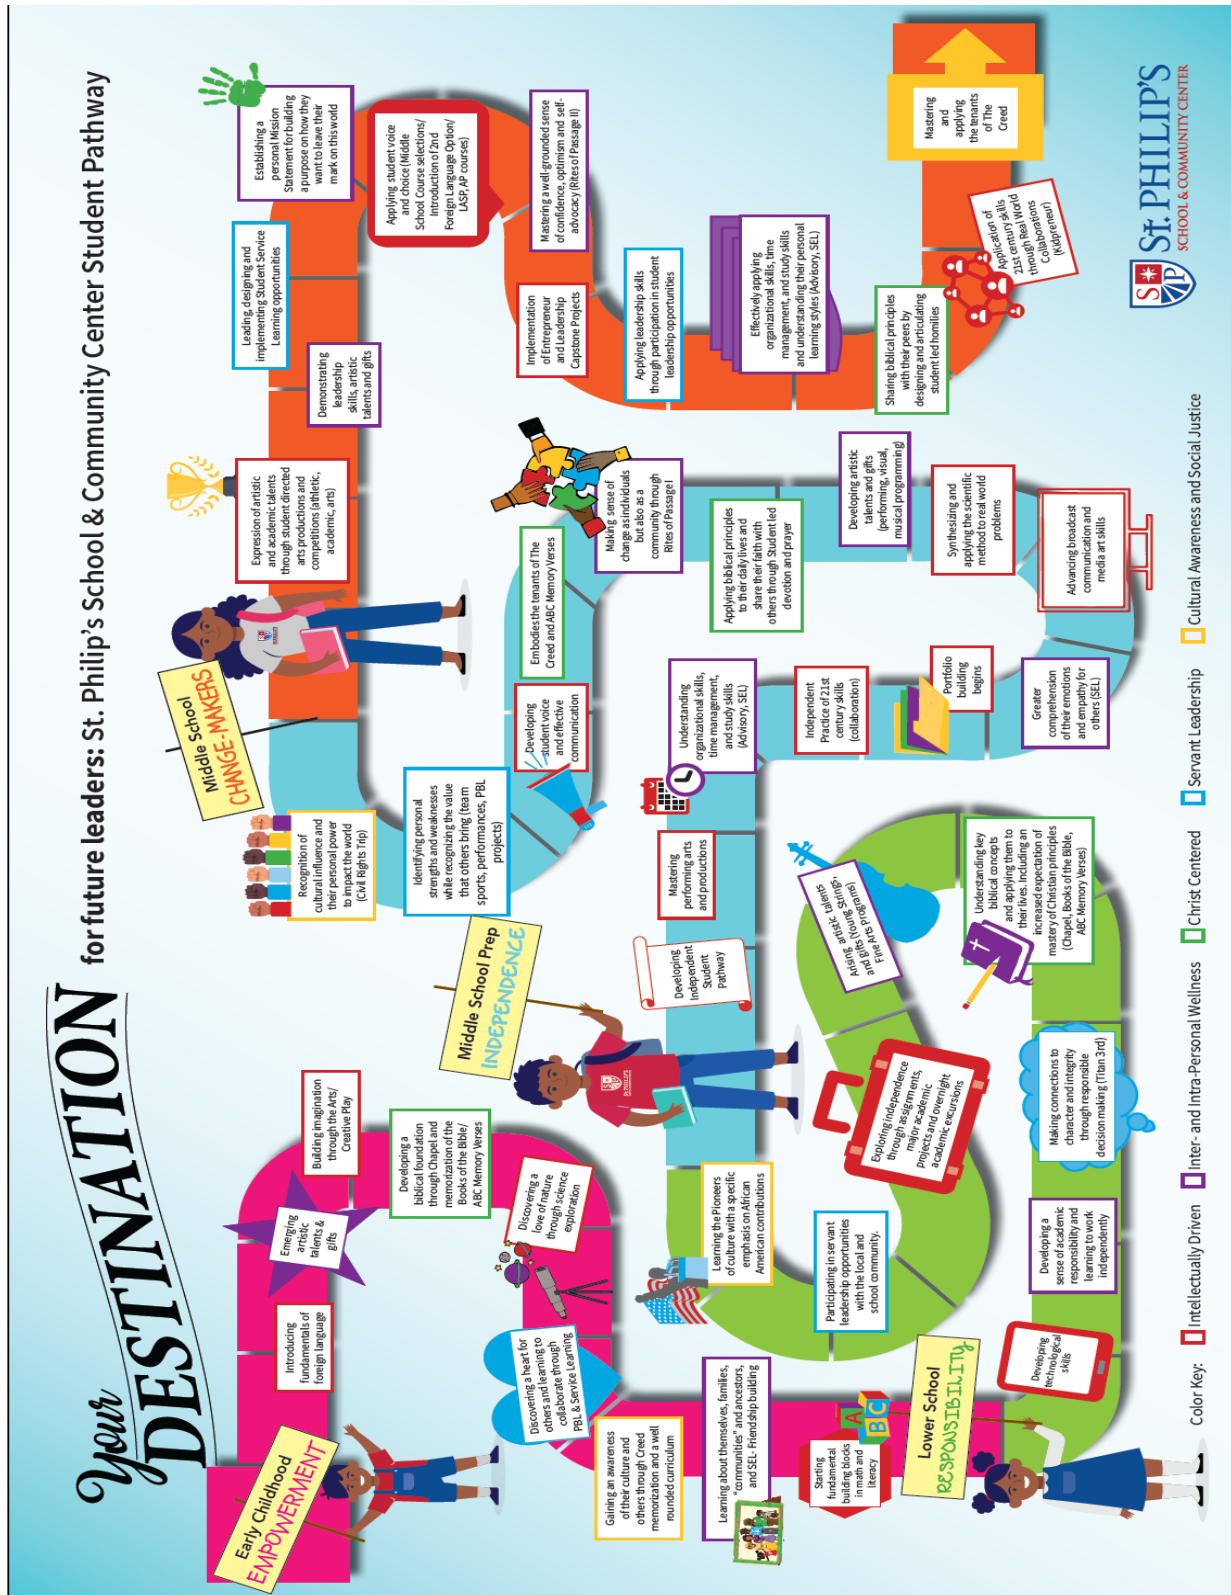 Your
DESTINATION
for future leaders: St. Philip's School & Community Center Student Pathway
Early Childhood
EMPOWERMENT
Introducing
fundamentals of
foreign language
Emerging
artistic
talents &
gifts
Building imagination
through the Arts/
Creative Play
Developing a
biblical foundation
through Chapel and
memorization of the
Books of the Bible/
ABC Memory Verses
Discovering a
love of nature
through science
exploration
Discovering a heart for
others and learning to
collaborate through
PBL & Service Learning
Gaining an awareness
of their culture and
others through Creed
memorization and a well
rounded curriculum
Learning about themselves, families,
"communities" and ancestors,
and SEL- Friendship building
Starting
fundamental
building blocks
in math and
literacy
A
B
C
Lower School
RESPONSIBILITY
Developing
technological
skills
Developing a
sense of academic
responsibility and
learning to work
independently
Making connections to
character and integrity
through responsible
decision making (Titan 3rd)
Understanding key
biblical concepts
and applying them to
their lives. Including an
increased expectation of
mastery of Christian principles
(Chapel, Books of the Bible,
ABC Memory Verses)
Arising artistic talents
and gifts (Young Strings,
Fine Arts Programs)
Exploring independence
through assignments,
major academic
projects and overnight
academic excursions
Participating in servant
leadership opportunities
with the local and
school community.
Learning the Pioneers
of culture with a specific
emphasis on African
American contributions
Middle School Prep
INDEPENDENCE
Developing
Independent
Student
Pathway
Mastering
performing arts
and productions
Understanding
organizational skills,
time management,
and study skills
(Advisory, SEL)
Independent
Practice of 21st
century skills
(collaboration)
Portfolio
building
begins
Greater
comprehension
of their emotions
and empathy for
others (SEL)
Advancing broadcast
communication and
media art skills
Synthesizing and
applying the scientific
method to real world
problems
Developing artistic
talents and gifts
(performing, visual,
musical programming)
Applying biblical principles
to their daily lives and
share their faith with
others through Student led
devotion and prayer
Making sense of
change as individuals
but also as a
community through
Rites of Passage I
Embodies the tenants of The
Creed and ABC Memory Verses
Developing
student voice
and effective
communication
Identifying personal
strengths and weaknesses
while recognizing the value
that others bring (team
sports, performances, PBL
projects)
Recognition of
cultural influence and
their personal power
to impact the world
(Civil Rights Trip)
Middle School
CHANGE-MAKERS
Expression of artistic
and academic talents
through student directed
arts productions and
competitions (athletic,
academic, arts)
Demonstrating
leadership
skills, artistic
talents and gifts
Leading, designing and
implementing Student Service
Learning opportunities
Establishing a
personal Mission
Statement for building
a purpose on how they
want to leave their
mark on this world
Applying student voice
and choice (Middle
School Course selections/
Introduction of 2nd
Foreign Language Option/
LASP, AP courses)
Mastering a well-grounded sense
of confidence, optimism and self-
advocacy (Rites of Passage II)
Implementation
of Entrepreneur
and Leadership
Capstone Projects
Applying leadership skills
through participation in student
leadership opportunities
Effectively applying
organizational skills, time
management, and study skills
and understanding their personal
learning styles (Advisory, SEL)
Sharing biblical principles
with their peers by
designing and articulating
student led homilies
Application of
21st century skills
through Real World
Collaborations
(Kidpreneur)
Mastering
and
applying
the tenants
of The
Creed
Color Key:
Intellectually Driven
Inter- and Intra-Personal Wellness
Christ Centered
Servant Leadership
Cultural Awareness and Social Justice
S
P
St. PHILIP'S
SCHOOL & COMMUNITY CENTER